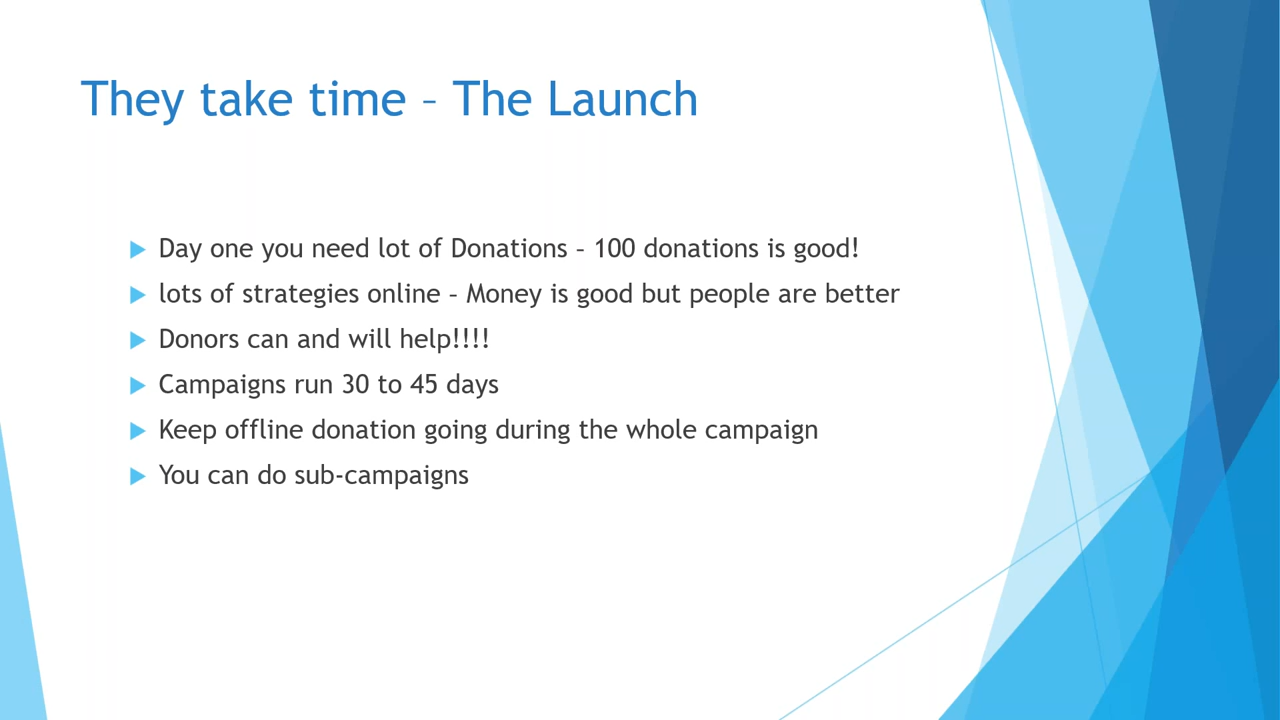 They take time – The Launch
Day one you need lot of Donations – 100 donations is good!
lots of strategies online – Money is good but people are better
Donors can and will help!!!!
Campaigns run 30 to 45 days
Keep offline donation going during the whole campaign
You can do sub-campaigns